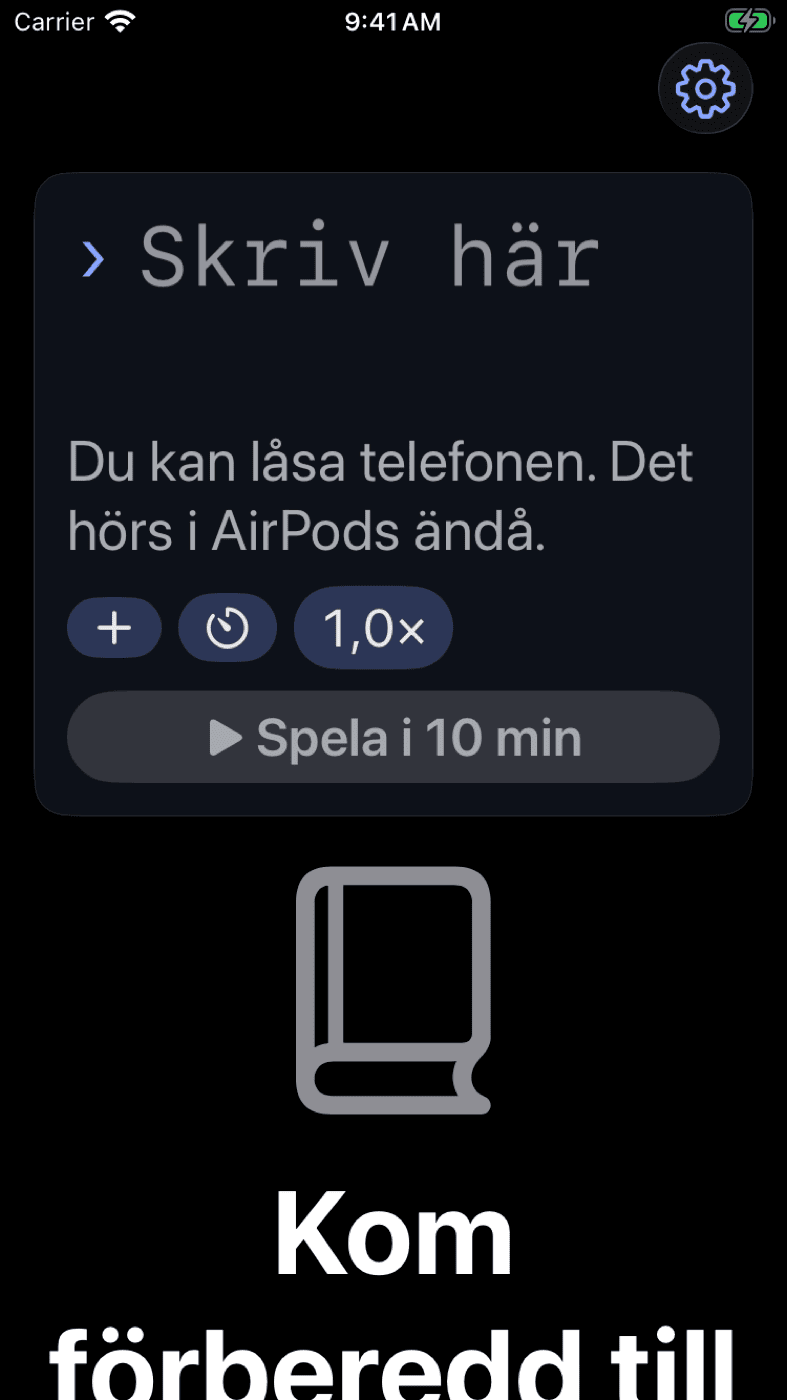 Carrier 9:41 AM
› Skriv här
Du kan låsa telefonen. Det
hörs i AirPods ändå.
1,0×
Spela i 10 min
Kom
förberedd till